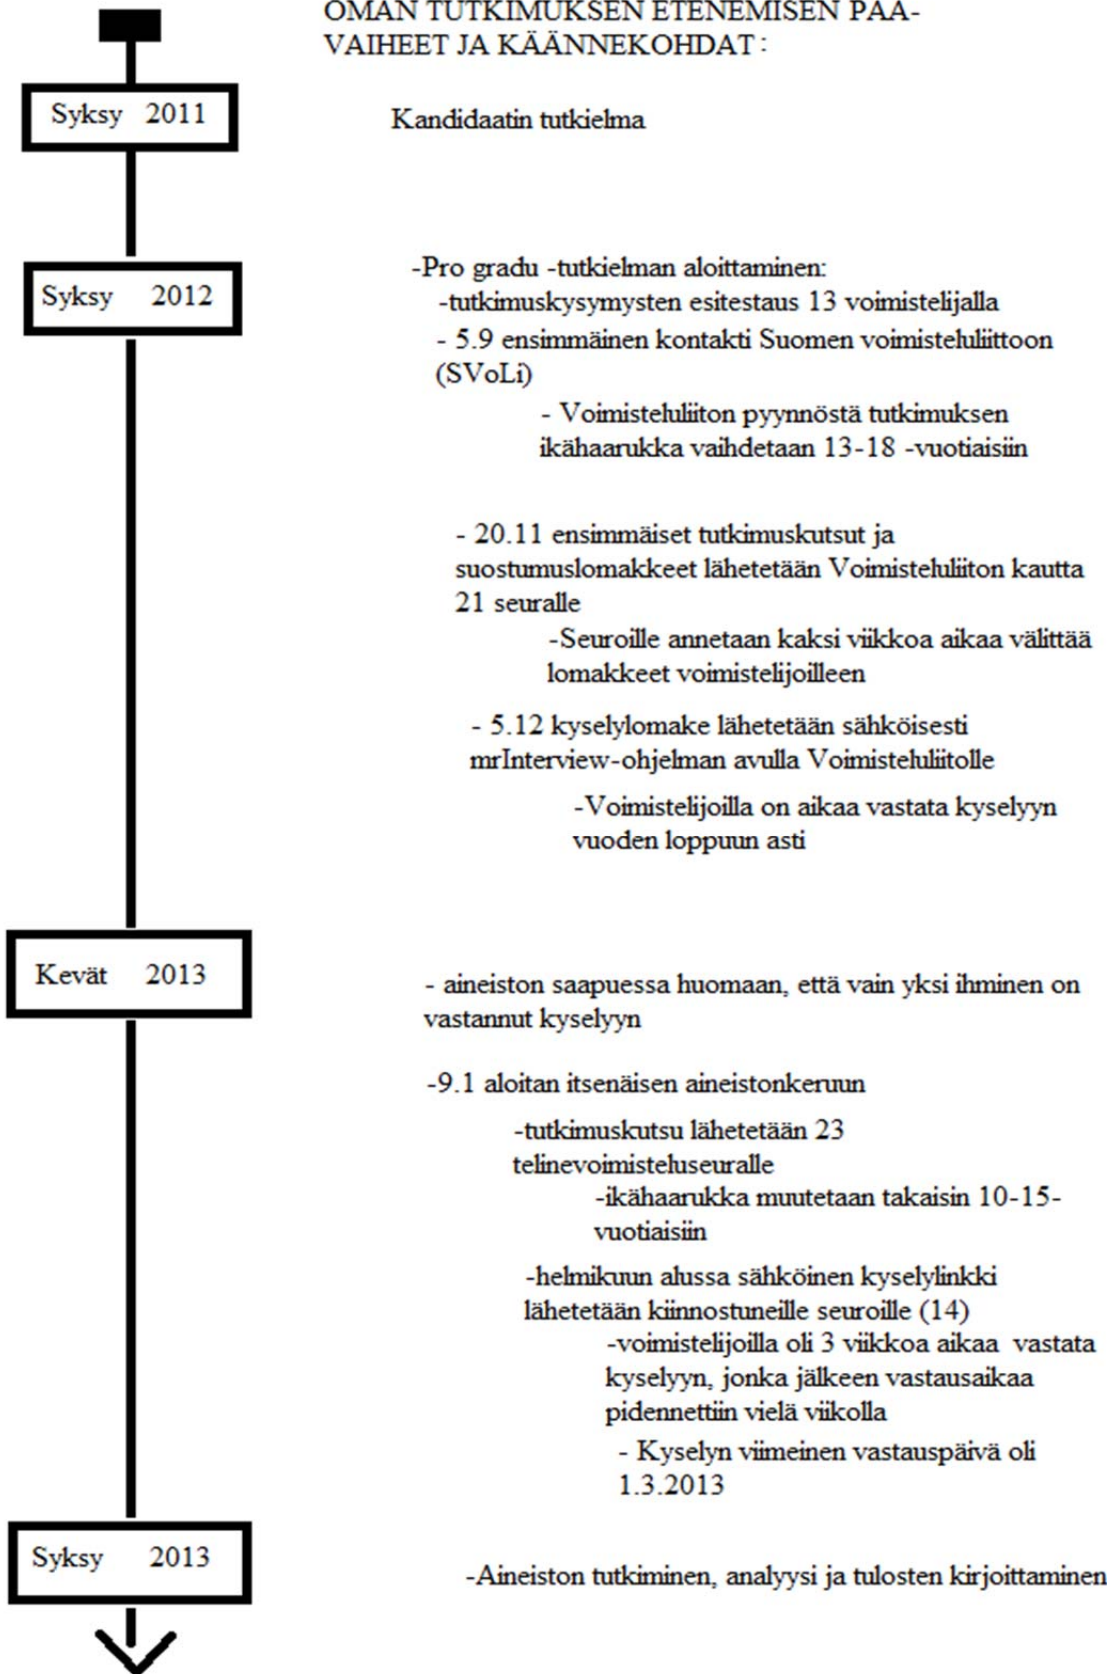 OMAN TUTKIMUKSEN ETENEMISEN PÄÄ-
VAIHEET JA KÄÄNNEKOHDAT :
Syksy 2011
Kandidaatin tutkielma
Syksy 2012
-Pro gradu -tutkielman aloittaminen:
-tutkimuskysymysten esitestaus 13 voimistelijalla
- 5.9 ensimmäinen kontakti Suomen voimisteluliittoon
(SVoLi)
- Voimisteluliiton pyynnöstä tutkimuksen
ikähaarukka vaihdetaan 13-18 -vuotiaisiin
- 20.11 ensimmäiset tutkimuskutsut ja
suostumuslomakkeet lähetetään Voimisteluliiton kautta
21 seuralle
-Seuroille annetaan kaksi viikkoa aikaa välittää
lomakkeet voimistelijoilleen
- 5.12 kyselylomake lähetetään sähköisesti
mrInterview-ohjelman avulla Voimisteluliitolle
-Voimistelijoilla on aikaa vastata kyselyyn
vuoden loppuun asti
Kevät 2013
- aineiston saapuessa huomaan, että vain yksi ihminen on
vastannut kyselyyn
-9.1 aloitan itsenäisen aineistonkeruun
-tutkimuskutsu lähetetään 23
telinevoimisteluseuralle
-ikähaarukka muutetaan takaisin 10-15-
vuotiaisiin
-helmikuun alussa sähköinen kyselylinkki
lähetetään kiinnostuneille seuroille (14)
-voimistelijoilla oli 3 viikkoa aikaa vastata
kyselyyn, jonka jälkeen vastausaikaa
pidennettiin vielä viikolla
- Kyselyn viimeinen vastauspäivä oli
1.3.2013
Syksy 2013
-Aineiston tutkiminen, analyysi ja tulosten kirjoittaminen